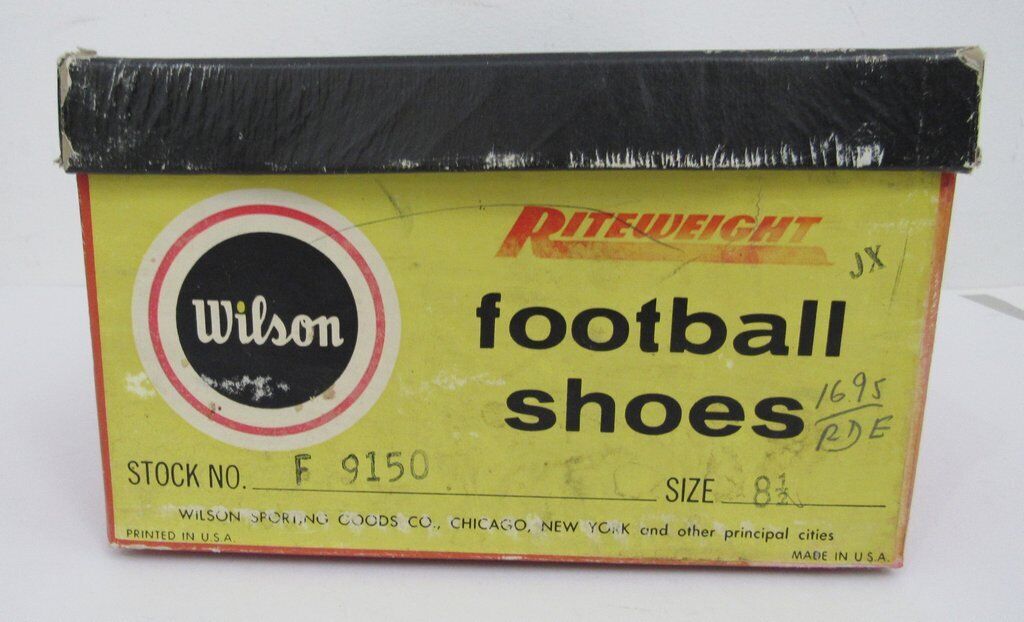 Wilson
RITEWEIGHT
JX
football
shoes
16.95
RDE
STOCK NO. F 9150 SIZE 8½
WILSON SPORTING GOODS CO., CHICAGO, NEW YORK and other principal cities
PRINTED IN U.S.A.
MADE IN U.S.A.